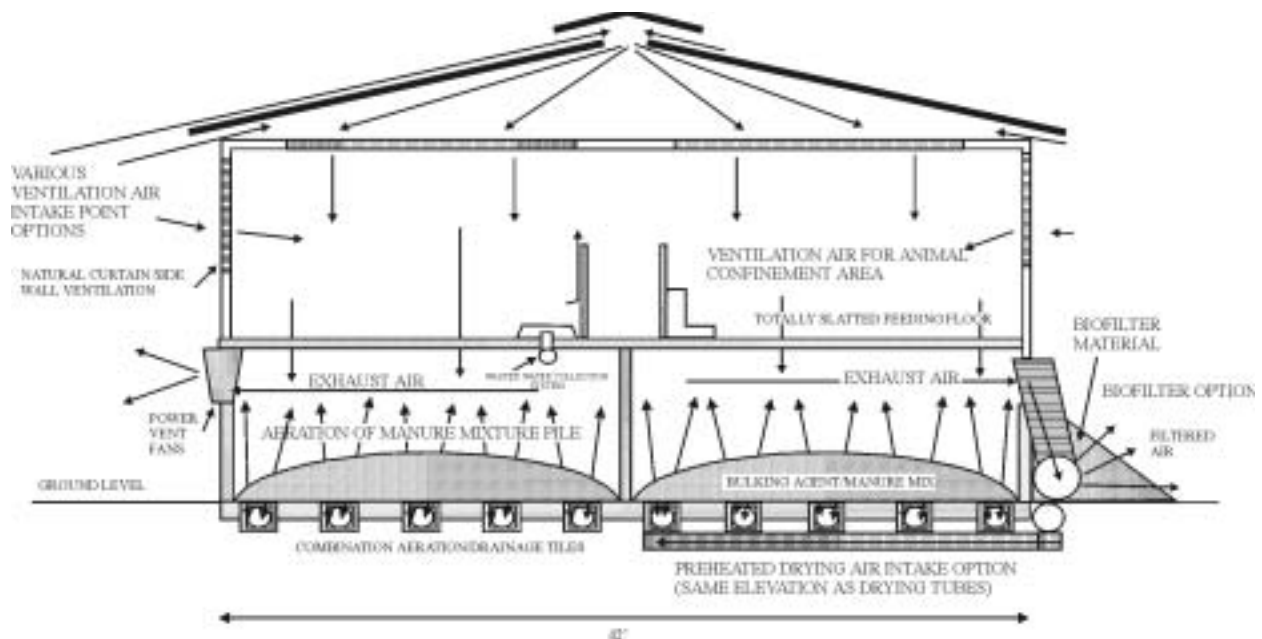 VARIOUS
VENTILATION AIR
INTAKE POINT
OPTIONS
NATURAL CURTAIN SIDE
WALL VENTILATION
VENTILATION AIR FOR ANIMAL
CONFINEMENT AREA
TOTALLY SLATTED FEEDING FLOOR
BIOFILTER
MATERIAL
EXHAUST AIR
WATER COLLECTION
EXHAUST AIR
BIOFILTER OPTION
POWER
VENT
FANS
AERATION OF MANURE MIXTURE PILE
FILTERED
AIR
GROUND LEVEL
BULKING AGENT/MANURE MIX
COMBINATION AERATION/DRAINAGE TILES
PREHEATED DRYING AIR INTAKE OPTION
(SAME ELEVATION AS DRYING TUBES)